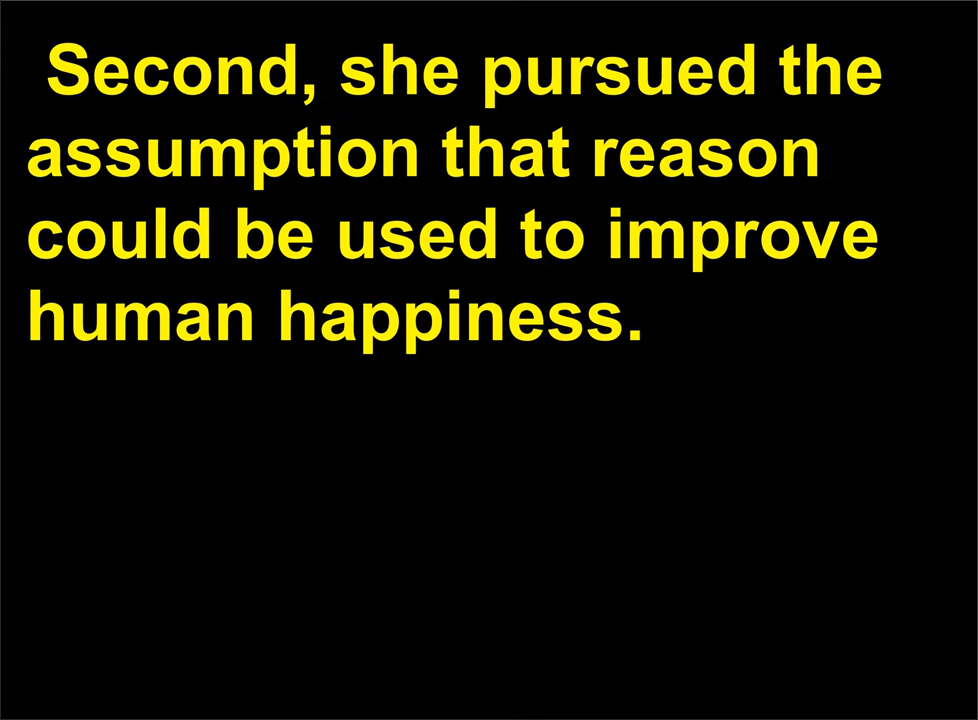 Second, she pursued the
assumption that reason
could be used to improve
human happiness.